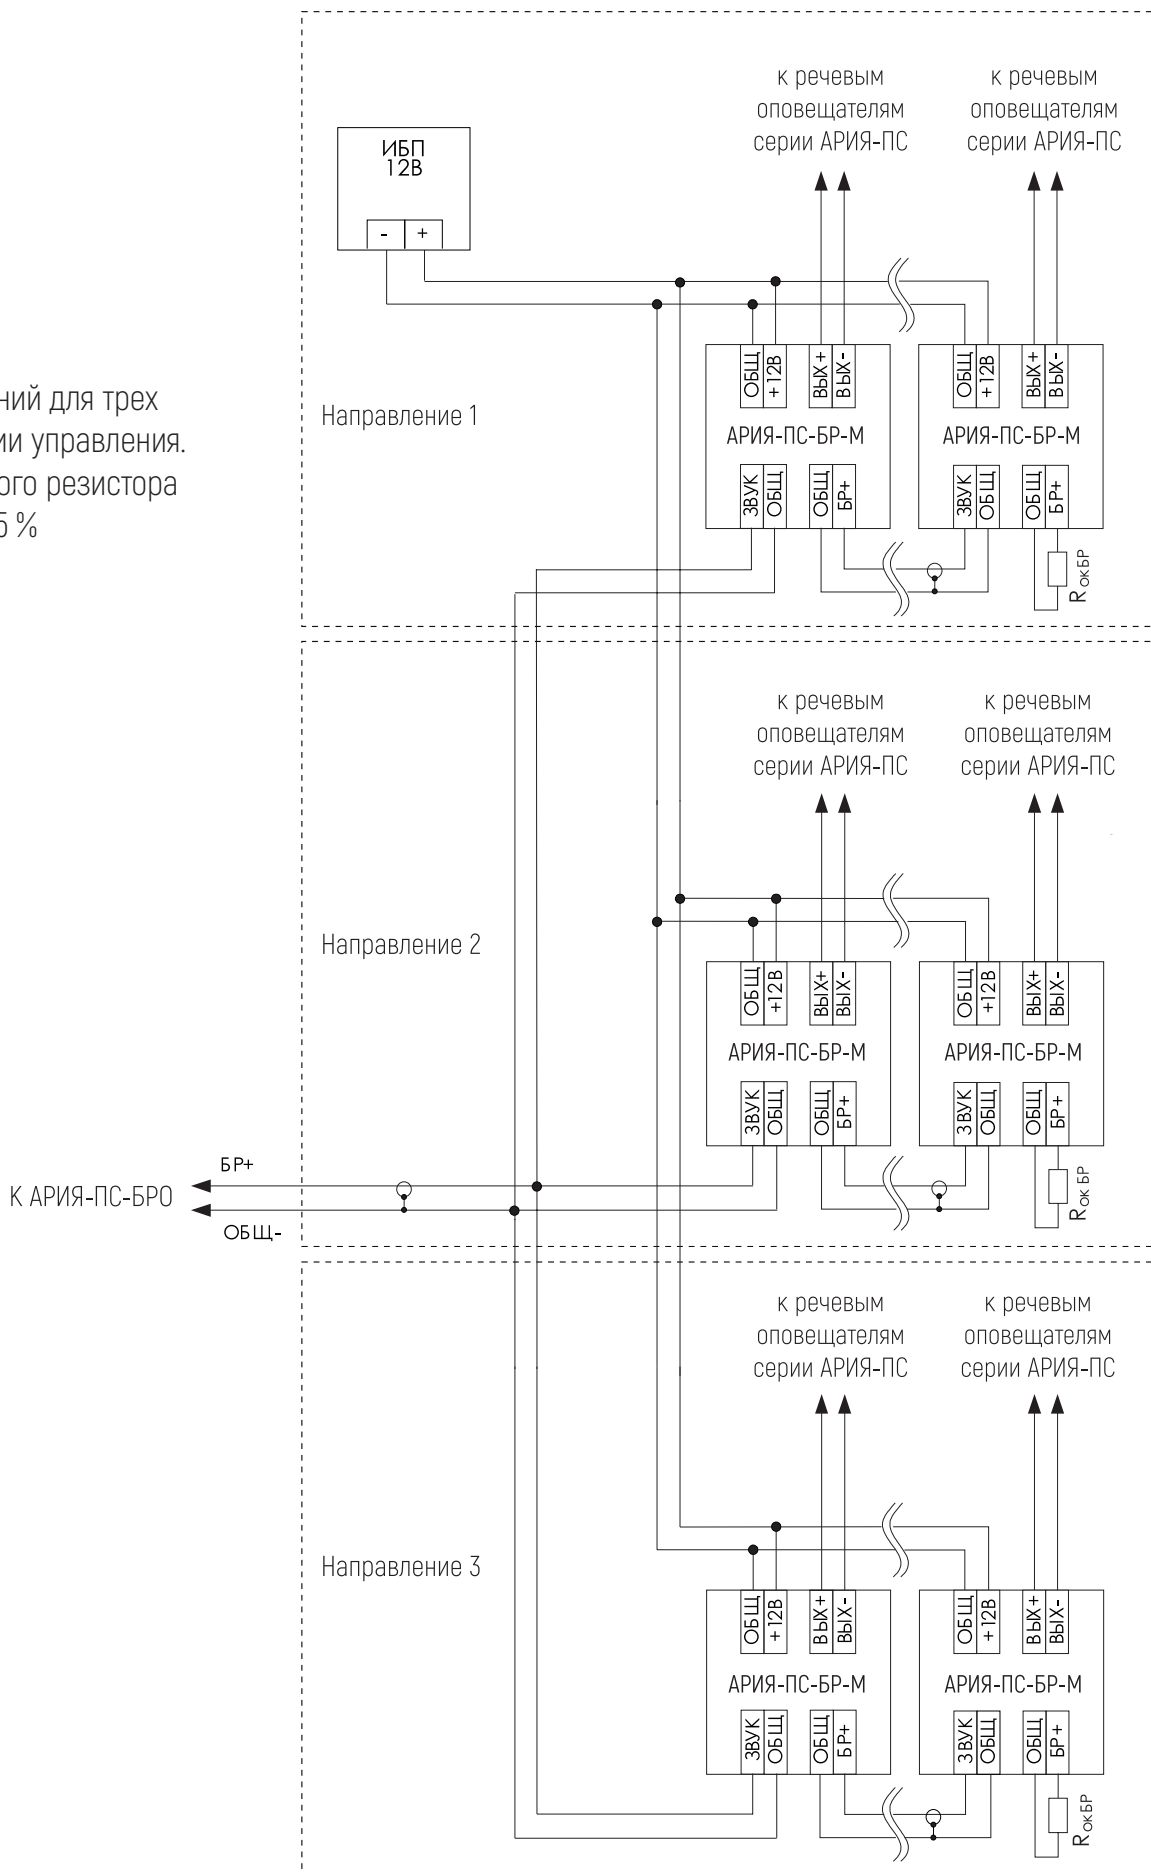 к речевым
оповещателям
серии АРИЯ-ПС
к речевым
оповещателям
серии АРИЯ-ПС
ИБП
12В
-
+
ОБЩ
+12В
ВЫХ+
ВЫХ-
ОБЩ
+12В
ВЫХ+
ВЫХ-
ний для трех
ии управления.
ого резистора
5 %
Направление 1
АРИЯ-ПС-БР-М
АРИЯ-ПС-БР-М
ЗВУК
ОБЩ
ОБЩ
БР+
ЗВУК
ОБЩ
ОБЩ
БР+
Rок БР
к речевым
оповещателям
серии АРИЯ-ПС
к речевым
оповещателям
серии АРИЯ-ПС
Направление 2
ОБЩ
+12В
ВЫХ+
ВЫХ-
ОБЩ
+12В
ВЫХ+
ВЫХ-
АРИЯ-ПС-БР-М
АРИЯ-ПС-БР-М
ЗВУК
ОБЩ
ОБЩ
БР+
ЗВУК
ОБЩ
ОБЩ
БР+
Rок БР
БР+
К АРИЯ-ПС-БРО
ОБЩ-
к речевым
оповещателям
серии АРИЯ-ПС
к речевым
оповещателям
серии АРИЯ-ПС
Направление 3
ОБЩ
+12В
ВЫХ+
ВЫХ-
ОБЩ
+12В
ВЫХ+
ВЫХ-
АРИЯ-ПС-БР-М
АРИЯ-ПС-БР-М
ЗВУК
ОБЩ
ОБЩ
БР+
ЗВУК
ОБЩ
ОБЩ
БР+
Rок БР